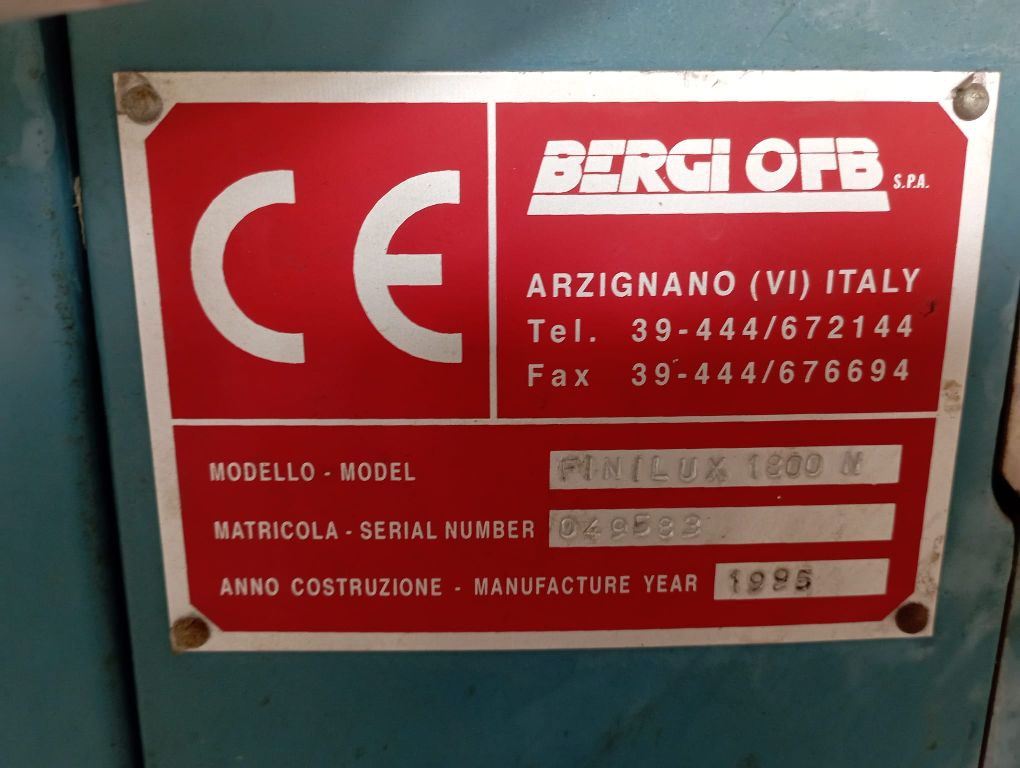 CE
BERGI OFB S.P.A.
ARZIGNANO (VI) ITALY
Tel. 39-444/672144
Fax 39-444/676694
MODELLO - MODEL FINILUX 1800 N
MATRICOLA - SERIAL NUMBER 049583
ANNO COSTRUZIONE - MANUFACTURE YEAR 1995